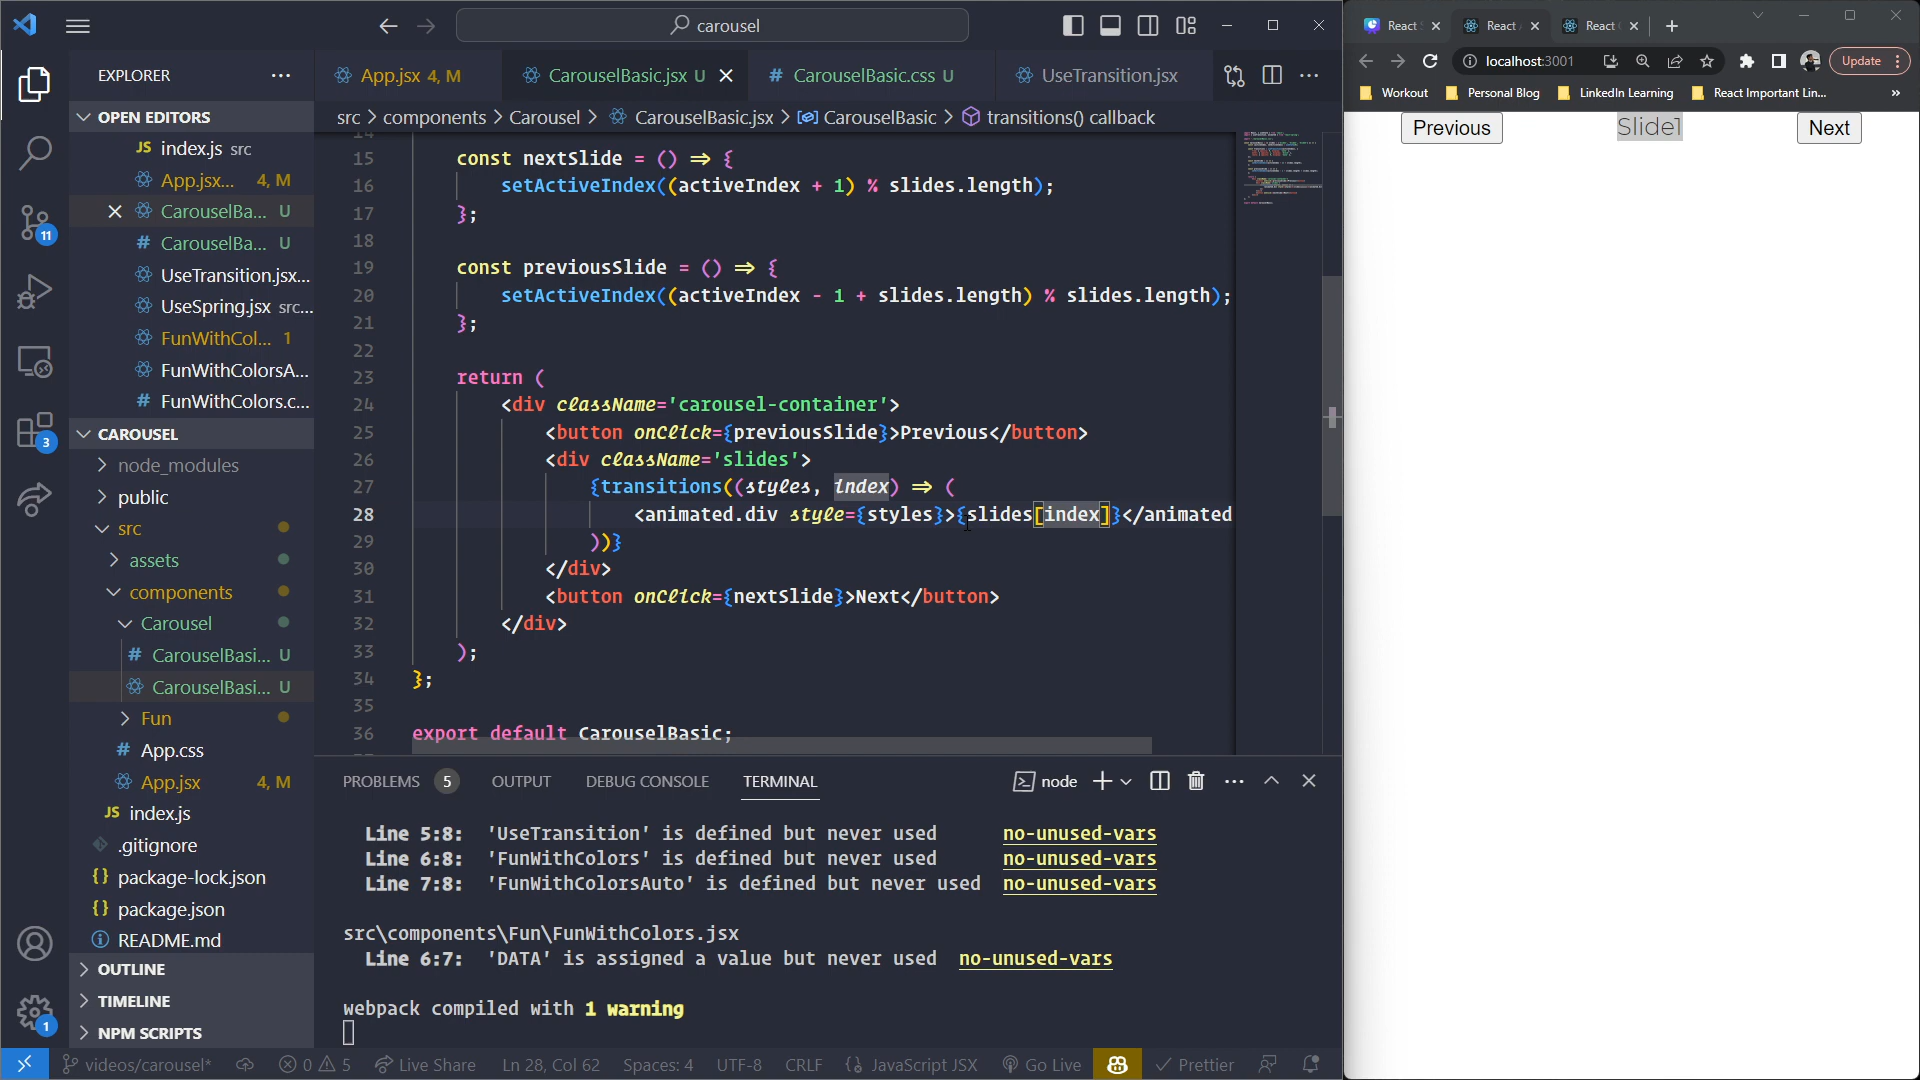 carousel
EXPLORER
OPEN EDITORS
JS index.js src
App.jsx... 4, M
CarouselBa... U
# CarouselBa... U
UseTransition.jsx...
UseSpring.jsx src...
FunWithCol... 1
FunWithColorsA...
# FunWithColors.c...
CAROUSEL
node_modules
public
src
assets
components
Carousel
# CarouselBasi... U
CarouselBasi... U
Fun
# App.css
App.jsx 4, M
JS index.js
.gitignore
{} package-lock.json
{} package.json
README.md
OUTLINE
TIMELINE
NPM SCRIPTS
11
3
1
App.jsx 4, M
CarouselBasic.jsx U
# CarouselBasic.css U
UseTransition.jsx
src > components > Carousel > CarouselBasic.jsx > CarouselBasic > transitions() callback
14
15 const nextSlide = () => {
16 setActiveIndex((activeIndex + 1) % slides.length);
17 };
18
19 const previousSlide = () => {
20 setActiveIndex((activeIndex - 1 + slides.length) % slides.length);
21 };
22
23 return (
24 <div className='carousel-container'>
25 <button onClick={previousSlide}>Previous</button>
26 <div className='slides'>
27 {transitions((styles, index) => (
28 <animated.div style={styles}>{slides[index]}</animated
29 ))}
30 </div>
31 <button onClick={nextSlide}>Next</button>
32 </div>
33 );
34 };
35
36 export default CarouselBasic;
PROBLEMS 5 OUTPUT DEBUG CONSOLE TERMINAL
node
Line 5:8: 'UseTransition' is defined but never used no-unused-vars
Line 6:8: 'FunWithColors' is defined but never used no-unused-vars
Line 7:8: 'FunWithColorsAuto' is defined but never used no-unused-vars
src\components\Fun\FunWithColors.jsx
Line 6:7: 'DATA' is assigned a value but never used no-unused-vars
webpack compiled with 1 warning
videos/carousel* 0 5 Live Share Ln 28, Col 62 Spaces: 4 UTF-8 CRLF {} JavaScript JSX Go Live Prettier
React
React
React
localhost:3001
Update
Workout
Personal Blog
LinkedIn Learning
React Important Lin...
»
Previous
Slide1
Next